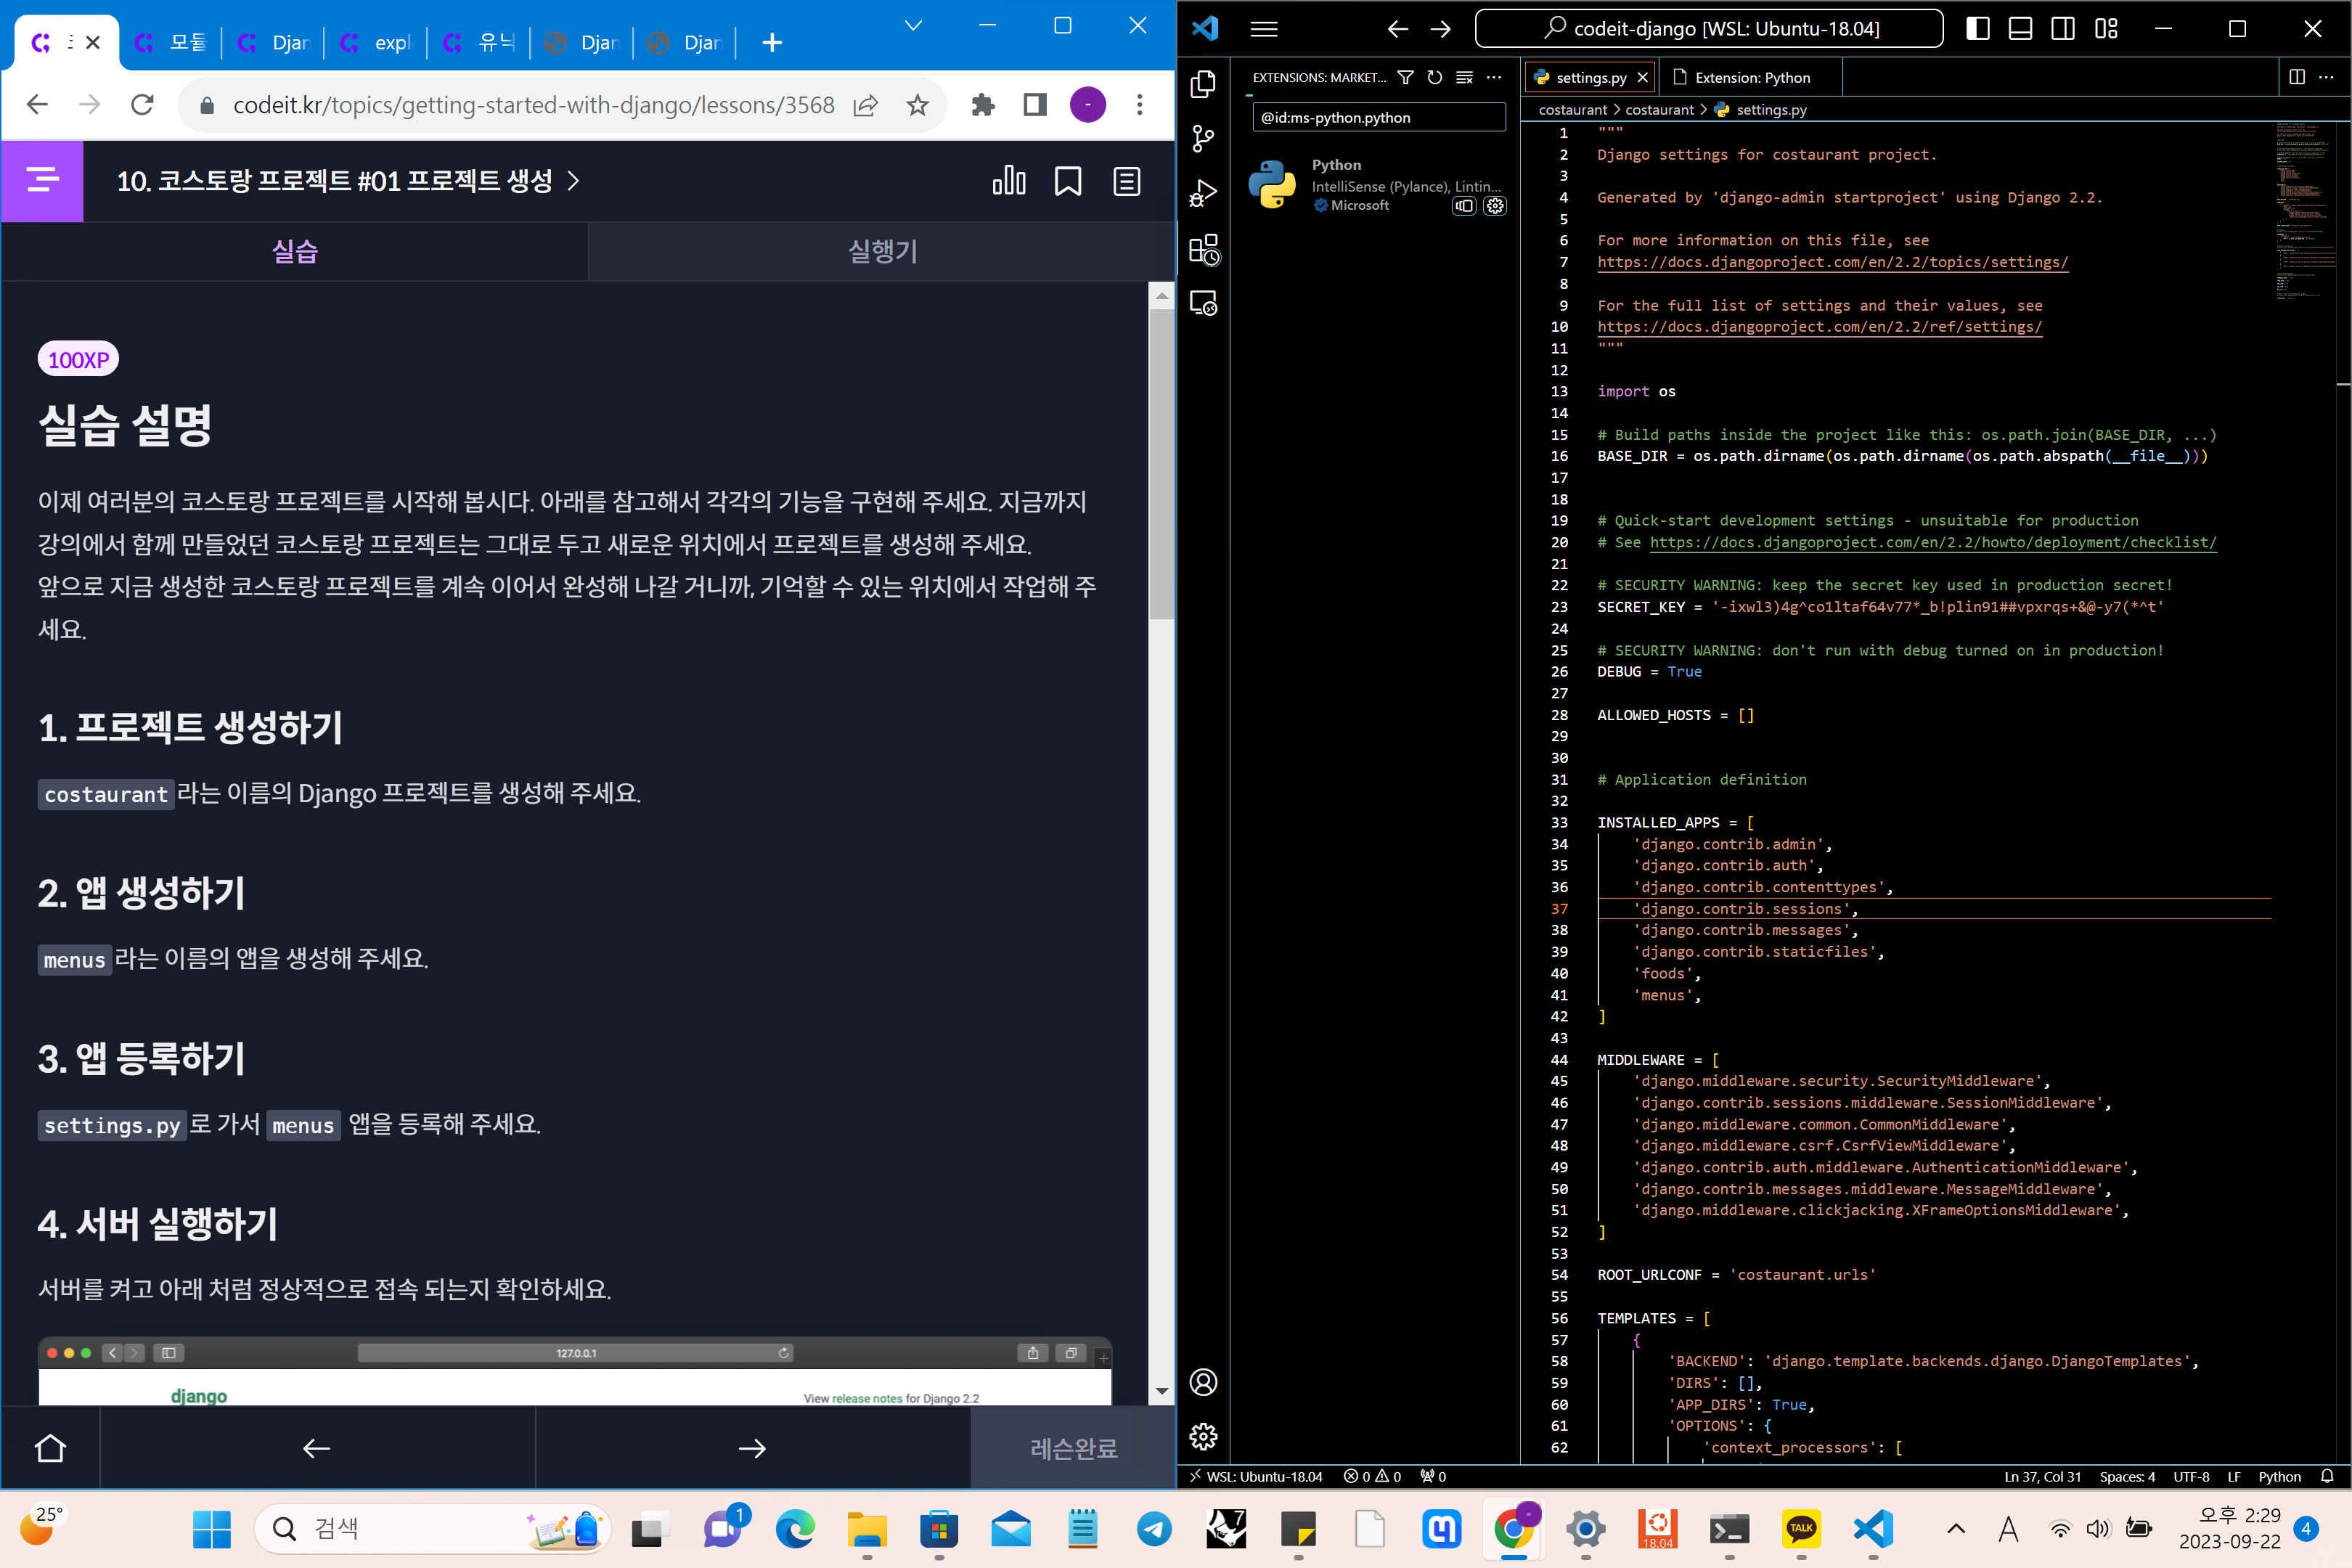 모듈
Djan
expl
유닉
Djan
Djan
codeit.kr/topics/getting-started-with-django/lessons/3568
10. 코스토랑 프로젝트 #01 프로젝트 생성
실습
실행기
100XP
실습 설명
이제 여러분의 코스토랑 프로젝트를 시작해 봅시다. 아래를 참고해서 각각의 기능을 구현해 주세요. 지금까지
강의에서 함께 만들었던 코스토랑 프로젝트는 그대로 두고 새로운 위치에서 프로젝트를 생성해 주세요.
앞으로 지금 생성한 코스토랑 프로젝트를 계속 이어서 완성해 나갈 거니까, 기억할 수 있는 위치에서 작업해 주
세요.
1. 프로젝트 생성하기
costaurant 라는 이름의 Django 프로젝트를 생성해 주세요.
2. 앱 생성하기
menus 라는 이름의 앱을 생성해 주세요.
3. 앱 등록하기
settings.py 로 가서 menus 앱을 등록해 주세요.
4. 서버 실행하기
서버를 켜고 아래 처럼 정상적으로 접속 되는지 확인하세요.
127.0.0.1
django
View release notes for Django 2.2
레슨완료
codeit-django [WSL: Ubuntu-18.04]
EXTENSIONS: MARKET...
@id:ms-python.python
Python
IntelliSense (Pylance), Lintin...
Microsoft
settings.py
Extension: Python
costaurant > costaurant > settings.py
1 """
2 Django settings for costaurant project.
3
4 Generated by 'django-admin startproject' using Django 2.2.
5
6 For more information on this file, see
7 https://docs.djangoproject.com/en/2.2/topics/settings/
8
9 For the full list of settings and their values, see
10 https://docs.djangoproject.com/en/2.2/ref/settings/
11 """
12
13 import os
14
15 # Build paths inside the project like this: os.path.join(BASE_DIR, ...)
16 BASE_DIR = os.path.dirname(os.path.dirname(os.path.abspath(__file__)))
17
18
19 # Quick-start development settings - unsuitable for production
20 # See https://docs.djangoproject.com/en/2.2/howto/deployment/checklist/
21
22 # SECURITY WARNING: keep the secret key used in production secret!
23 SECRET_KEY = '-ixwl3)4g^co1ltaf64v77*_b!plin91##vpxrqs+&@-y7(*^t'
24
25 # SECURITY WARNING: don't run with debug turned on in production!
26 DEBUG = True
27
28 ALLOWED_HOSTS = []
29
30
31 # Application definition
32
33 INSTALLED_APPS = [
34 'django.contrib.admin',
35 'django.contrib.auth',
36 'django.contrib.contenttypes',
37 'django.contrib.sessions',
38 'django.contrib.messages',
39 'django.contrib.staticfiles',
40 'foods',
41 'menus',
42 ]
43
44 MIDDLEWARE = [
45 'django.middleware.security.SecurityMiddleware',
46 'django.contrib.sessions.middleware.SessionMiddleware',
47 'django.middleware.common.CommonMiddleware',
48 'django.middleware.csrf.CsrfViewMiddleware',
49 'django.contrib.auth.middleware.AuthenticationMiddleware',
50 'django.contrib.messages.middleware.MessageMiddleware',
51 'django.middleware.clickjacking.XFrameOptionsMiddleware',
52 ]
53
54 ROOT_URLCONF = 'costaurant.urls'
55
56 TEMPLATES = [
57 {
58 'BACKEND': 'django.template.backends.django.DjangoTemplates',
59 'DIRS': [],
60 'APP_DIRS': True,
61 'OPTIONS': {
62 'context_processors': [
WSL: Ubuntu-18.04 0 0 0
Ln 37, Col 31 Spaces: 4 UTF-8 LF Python
25°
검색
1
7
18.04
TALK
A
오후 2:29
2023-09-22
4